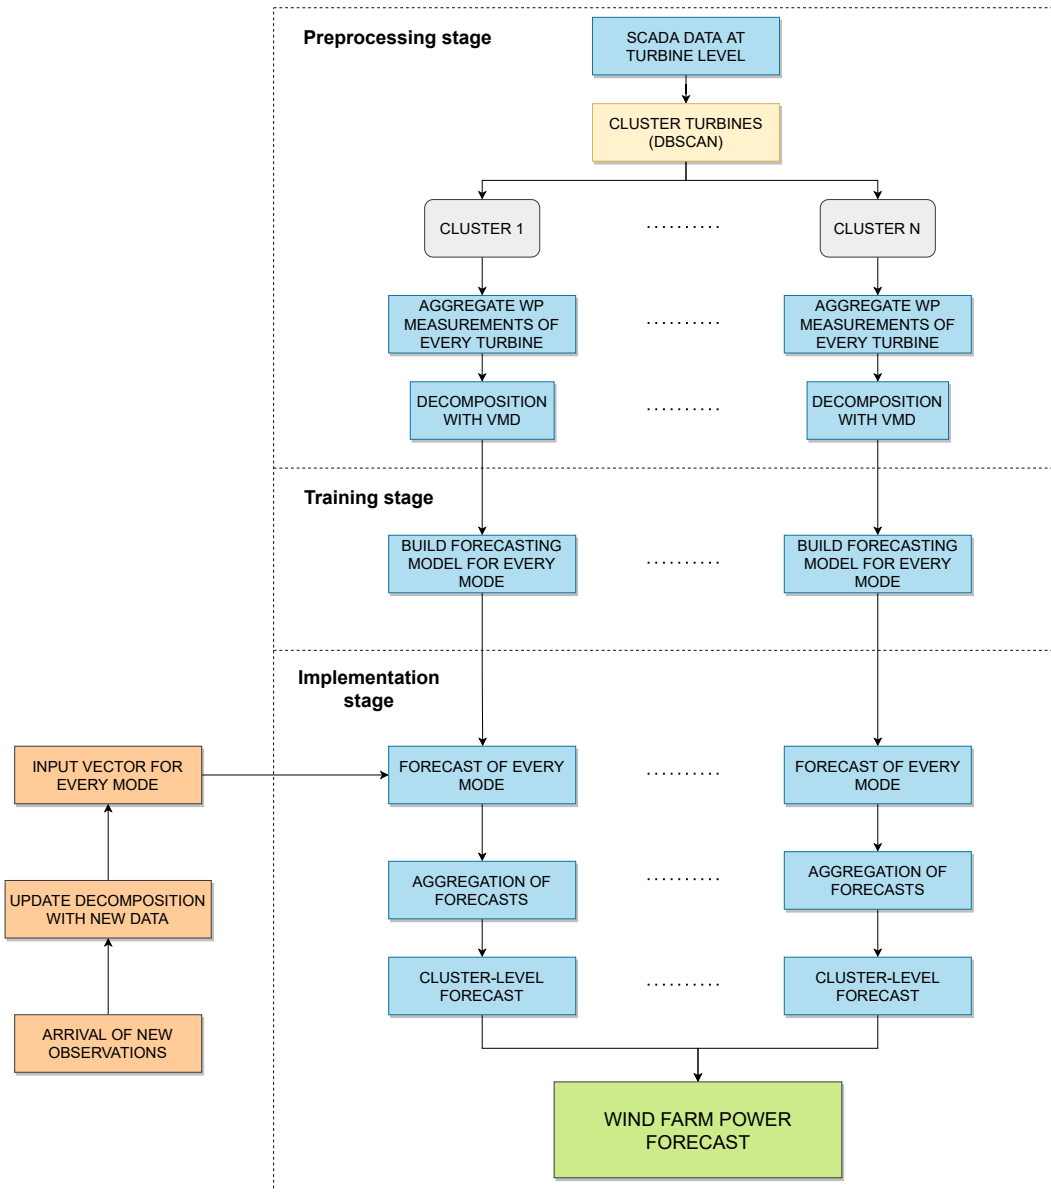 Preprocessing stage
SCADA DATA AT
TURBINE LEVEL
CLUSTER TURBINES
(DBSCAN)
CLUSTER 1
..........
CLUSTER N
AGGREGATE WP
MEASUREMENTS OF
EVERY TURBINE
..........
AGGREGATE WP
MEASUREMENTS OF
EVERY TURBINE
DECOMPOSITION
WITH VMD
..........
DECOMPOSITION
WITH VMD
Training stage
BUILD FORECASTING
MODEL FOR EVERY
MODE
..........
BUILD FORECASTING
MODEL FOR EVERY
MODE
Implementation
stage
INPUT VECTOR FOR
EVERY MODE
FORECAST OF EVERY
MODE
..........
FORECAST OF EVERY
MODE
UPDATE DECOMPOSITION
WITH NEW DATA
AGGREGATION OF
FORECASTS
..........
AGGREGATION OF
FORECASTS
ARRIVAL OF NEW
OBSERVATIONS
CLUSTER-LEVEL
FORECAST
..........
CLUSTER-LEVEL
FORECAST
WIND FARM POWER
FORECAST